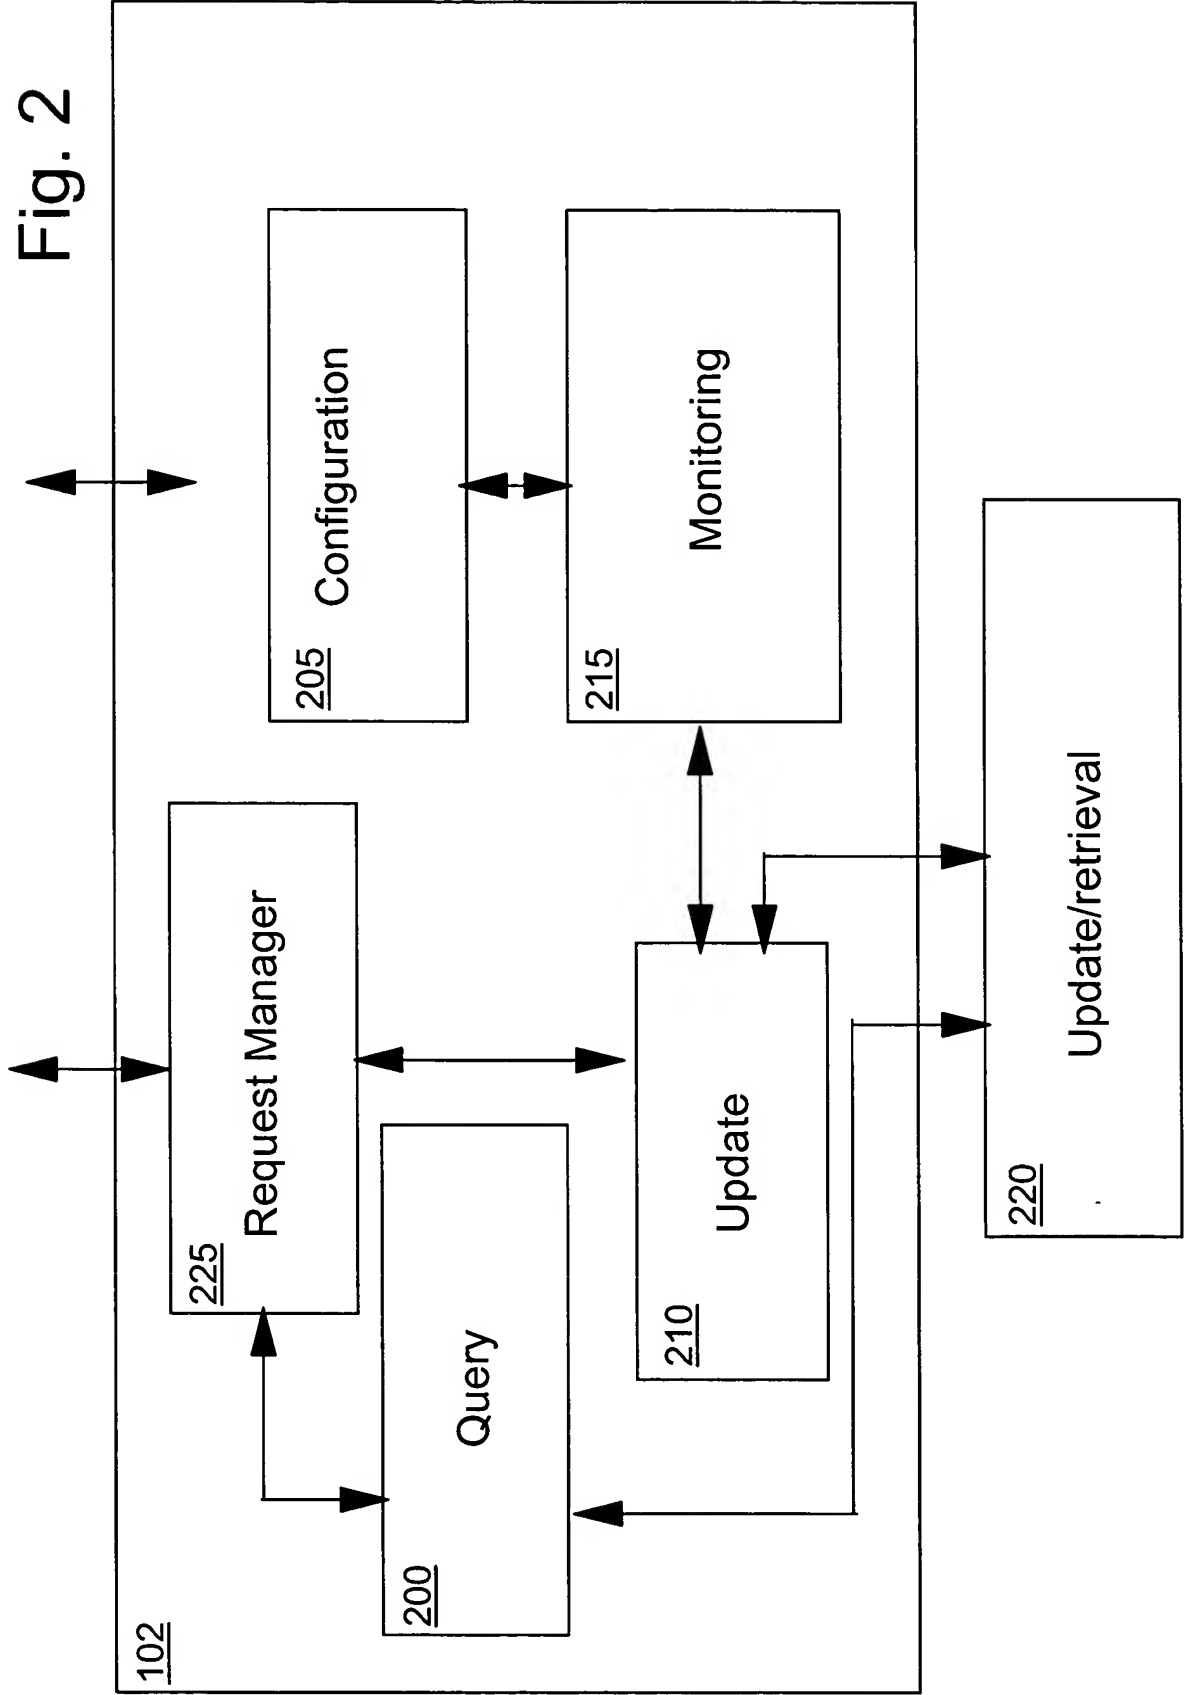 Fig. 2
102
225
Request Manager
205
Configuration
200
Query
210
Update
215
Monitoring
220
Update/retrieval